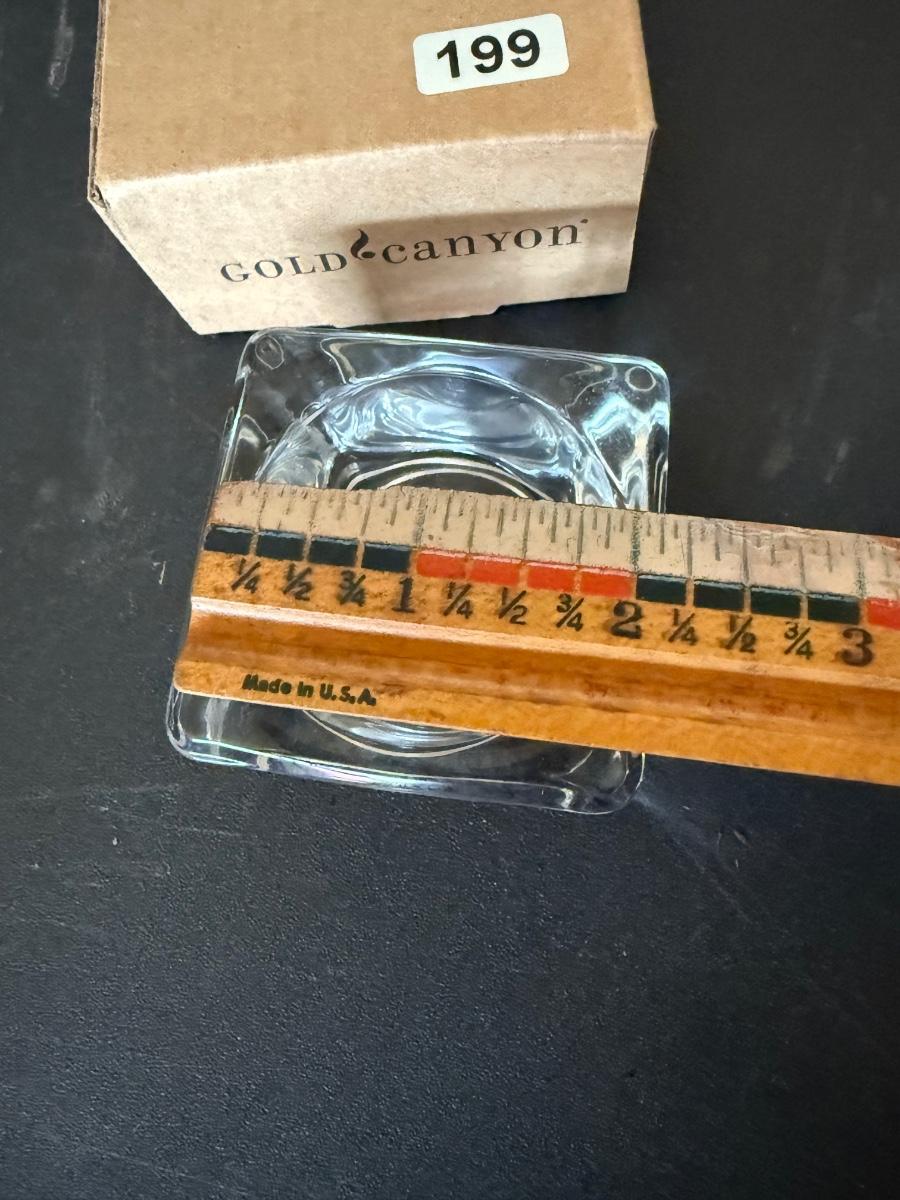 199
GOLD canyon
¼ ½ ¾ 1 ¼ ½ ¾ 2 ¼ ½ ¾ 3
Made in U.S.A.